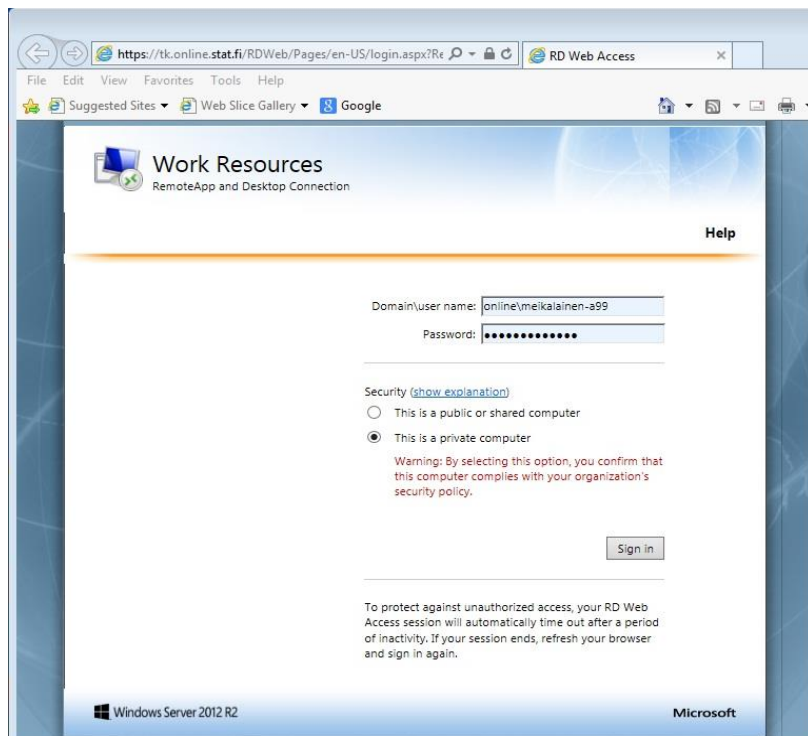 https://tk.online.stat.fi/RDWeb/Pages/en-US/login.aspx?Re
RD Web Access
File Edit View Favorites Tools Help
Suggested Sites Web Slice Gallery Google
Work Resources
RemoteApp and Desktop Connection
Help
Domain\user name: online\meikalainen-a99
Password: •••••••••••••
Security (show explanation)
This is a public or shared computer
This is a private computer
Warning: By selecting this option, you confirm that
this computer complies with your organization's
security policy.
Sign in
To protect against unauthorized access, your RD Web
Access session will automatically time out after a period
of inactivity. If your session ends, refresh your browser
and sign in again.
Windows Server 2012 R2
Microsoft